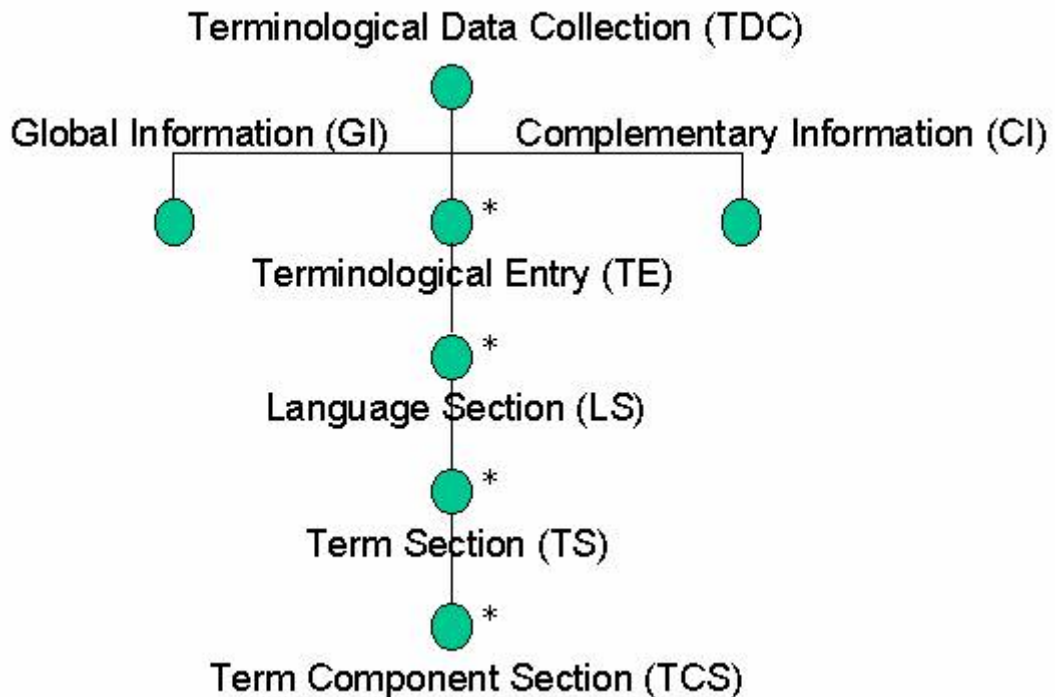 Terminological Data Collection (TDC)
Global Information (GI)
Complementary Information (CI)
*
Terminological Entry (TE)
*
Language Section (LS)
*
Term Section (TS)
*
Term Component Section (TCS)